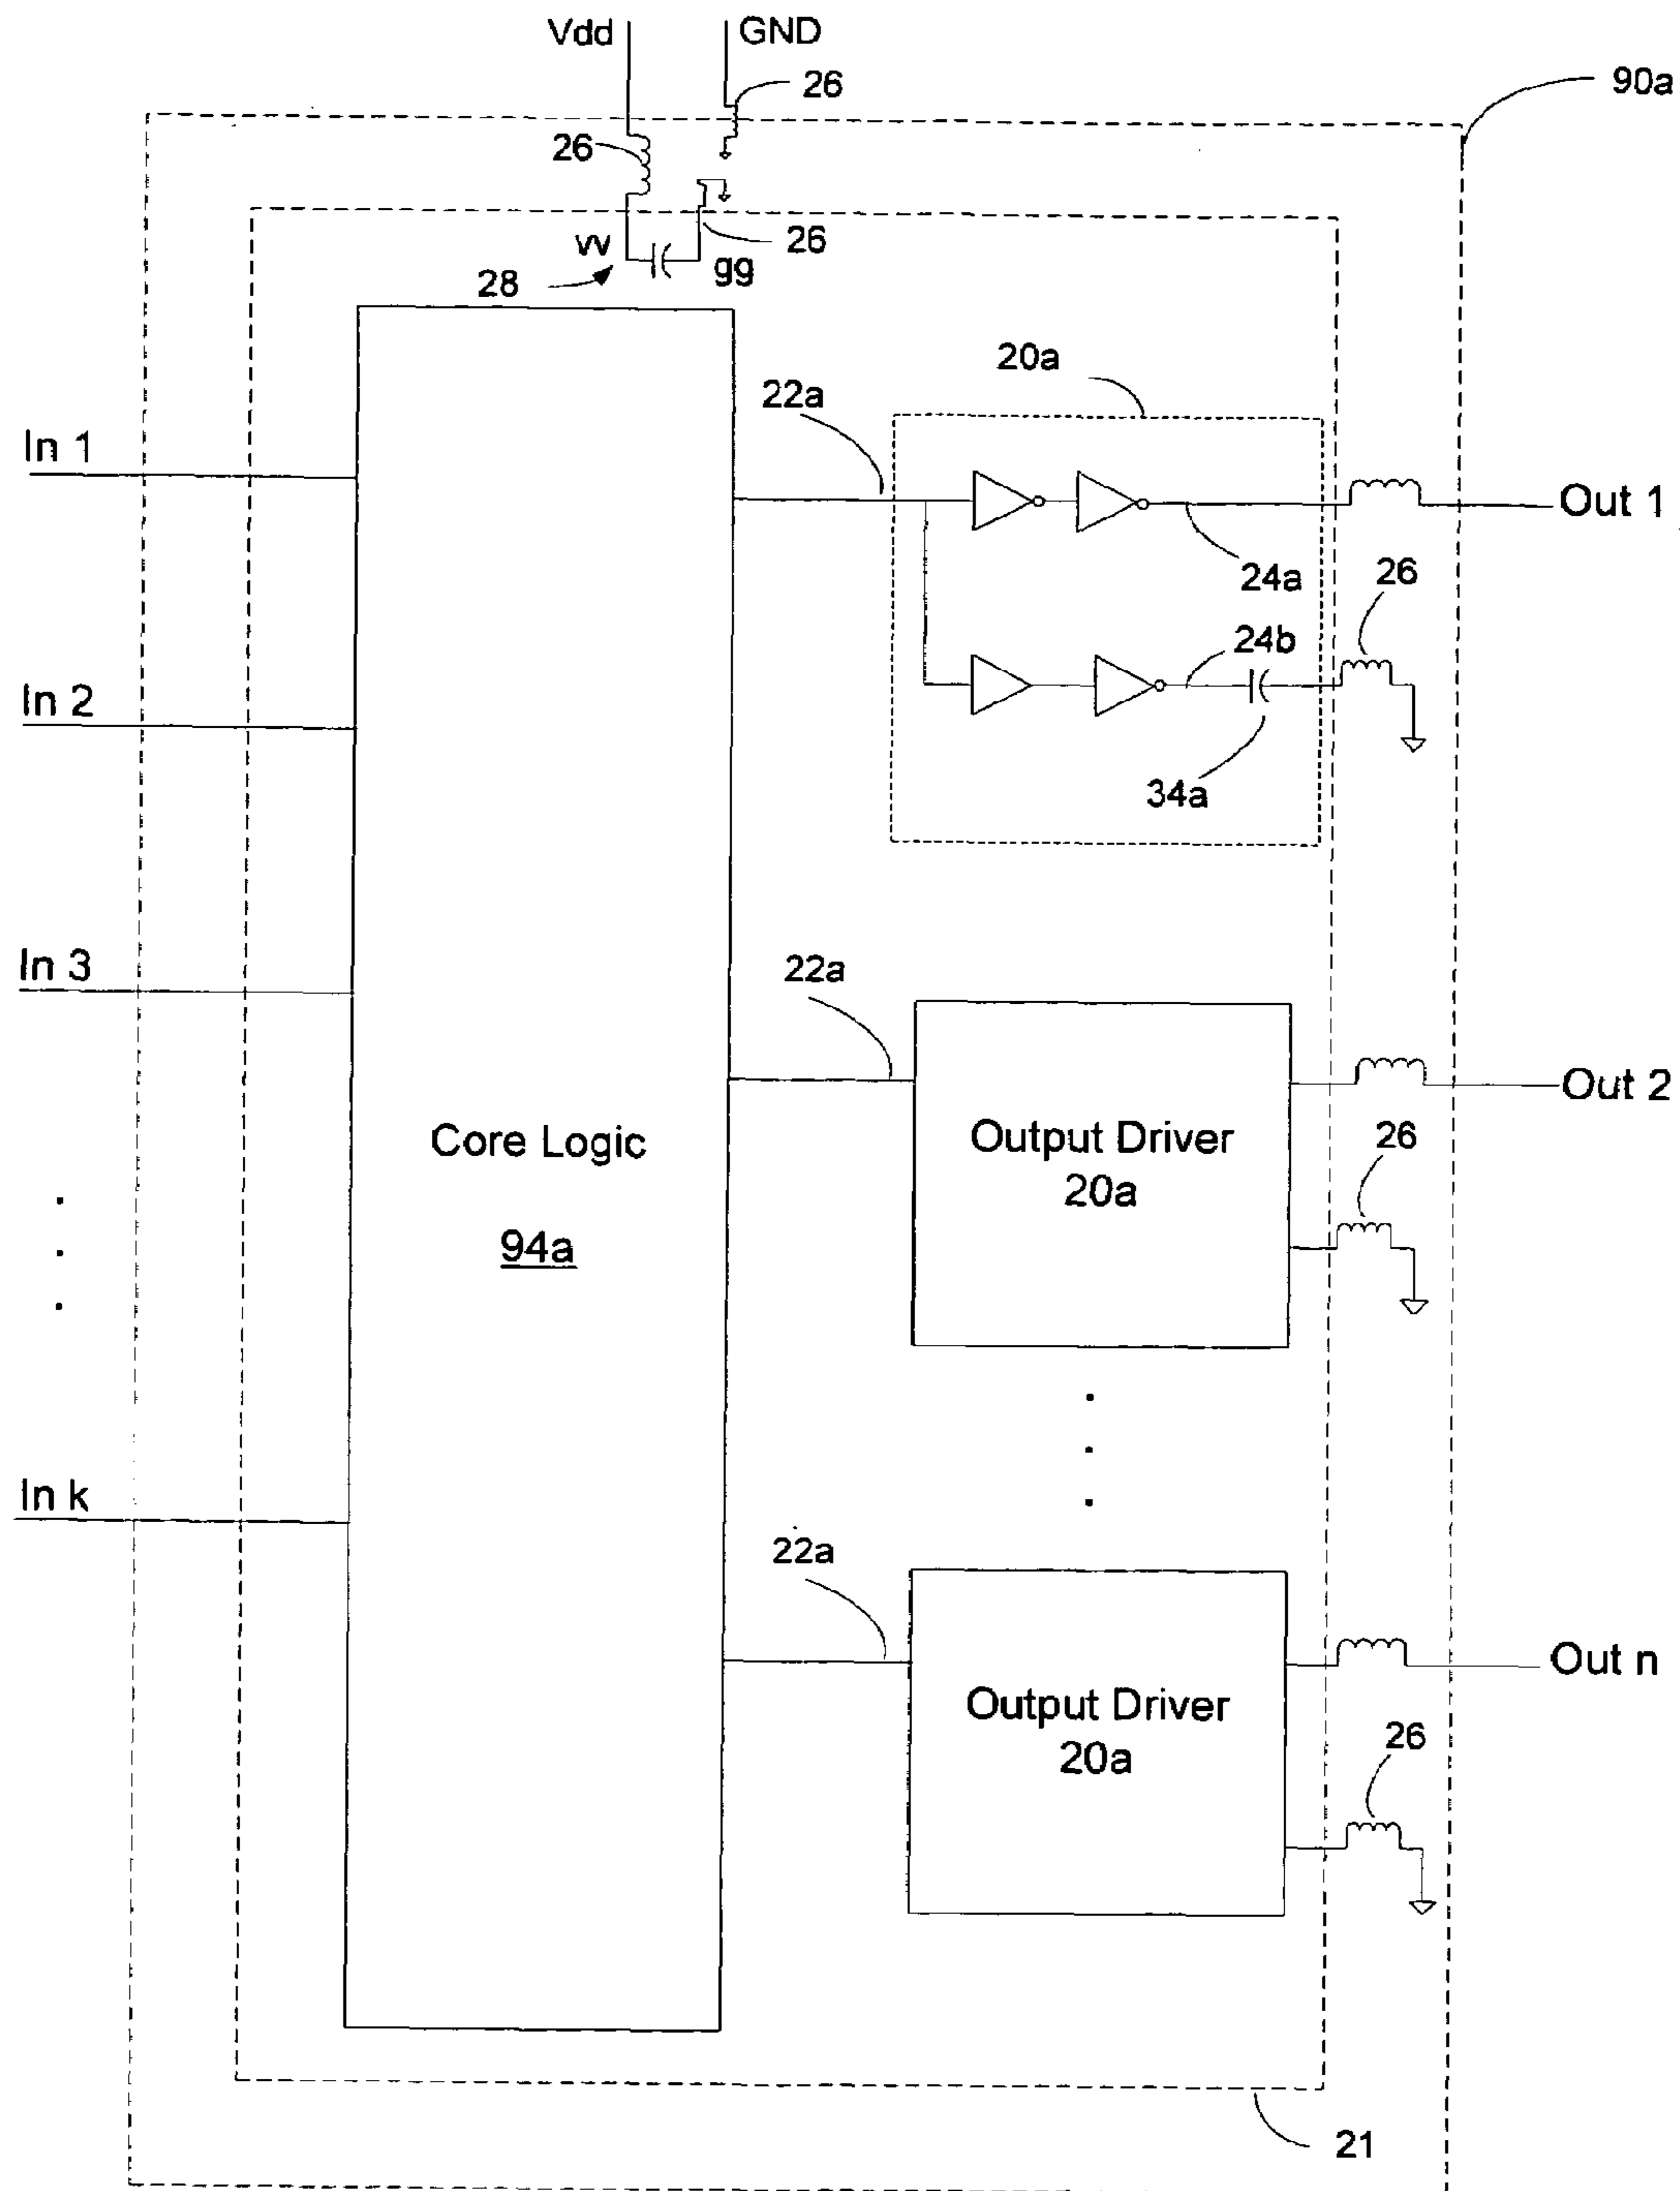 Vdd
GND
26
90a
26
vv
26
28
gg
20a
22a
In 1
Out 1
24a
26
24b
In 2
34a
In 3
22a
Out 2
Core Logic
Output Driver
26
20a
94a
In k
22a
Out n
Output Driver
26
20a
21